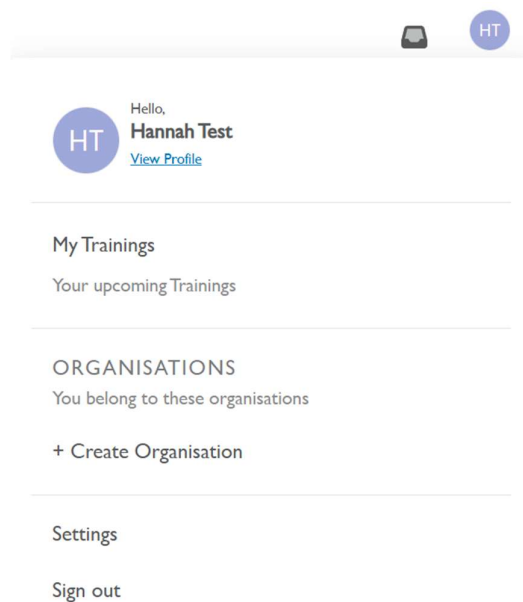 HT
HT
Hello,
Hannah Test
View Profile
My Trainings
Your upcoming Trainings
ORGANISATIONS
You belong to these organisations
+ Create Organisation
Settings
Sign out